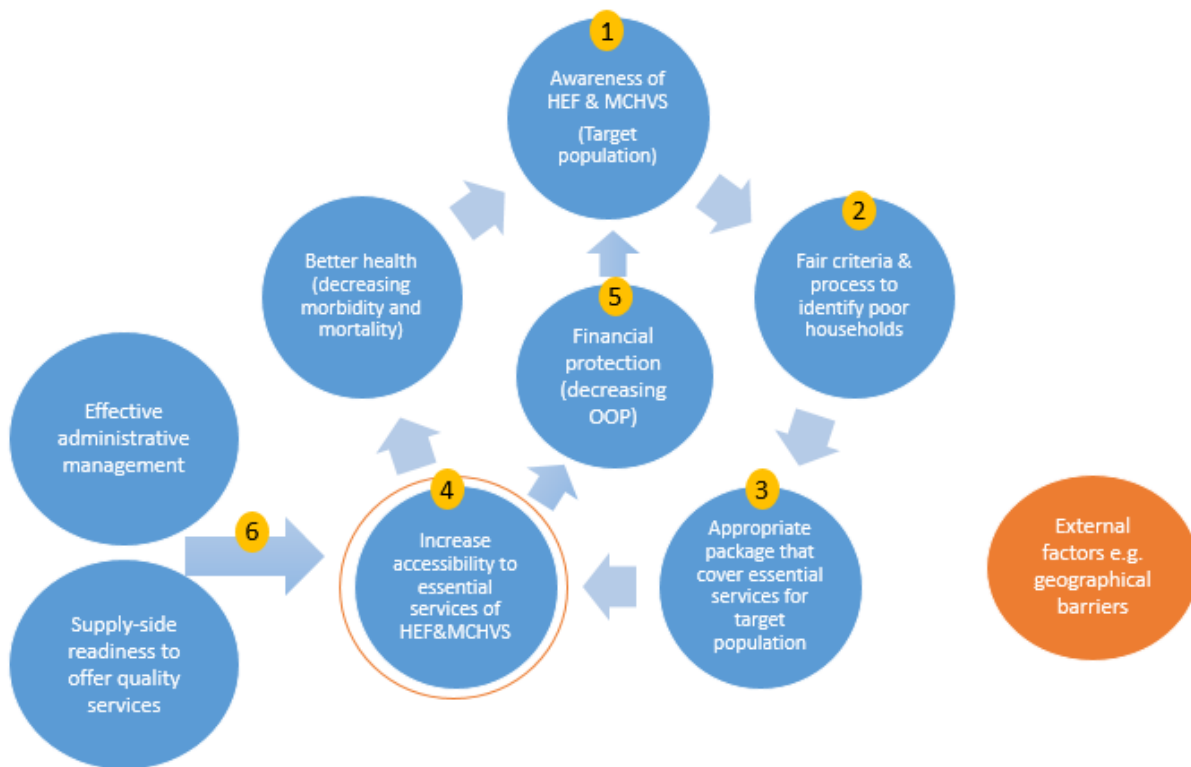 1
Awareness of
HEF & MCHVS
(Target
population)
2
Fair criteria &
process to
identify poor
households
Better health
(decreasing
morbidity and
mortality)
5
Financial
protection
(decreasing
OOP)
Effective
administrative
management
6
4
Increase
accessibility to
essential
services of
HEF&MCHVS
3
Appropriate
package that
cover essential
services for
target
population
External
factors e.g.
geographical
barriers
Supply-side
readiness to
offer quality
services